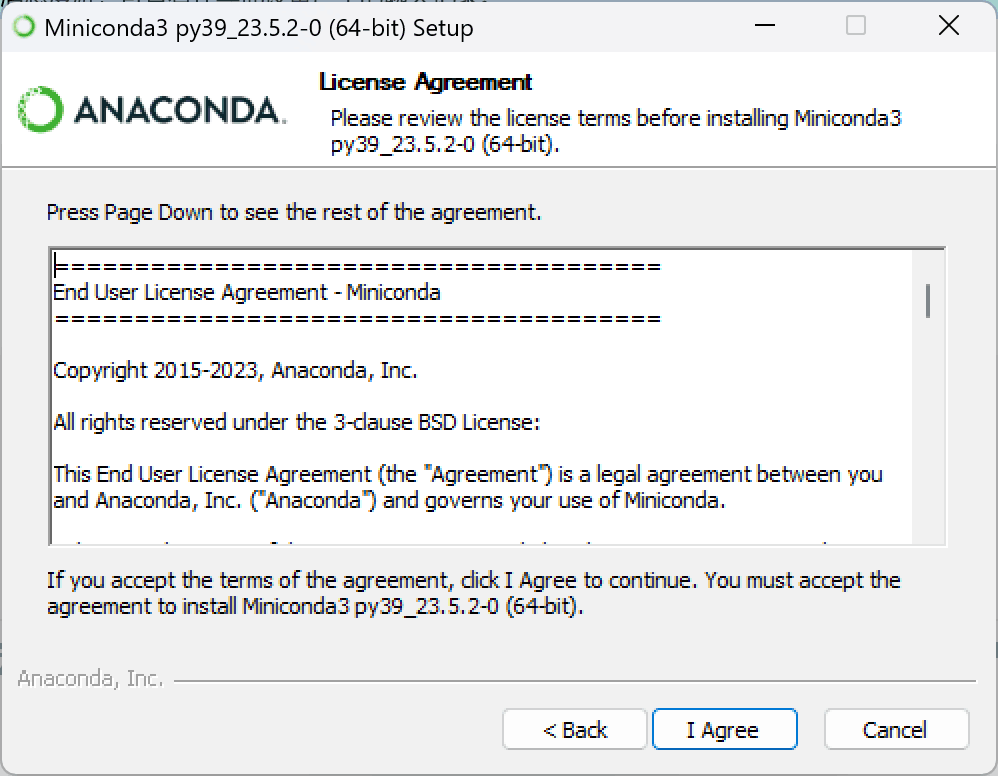 Miniconda3 py39_23.5.2-0 (64-bit) Setup
ANACONDA.
License Agreement
Please review the license terms before installing Miniconda3
py39_23.5.2-0 (64-bit).
Press Page Down to see the rest of the agreement.
======================================
End User License Agreement - Miniconda
======================================
Copyright 2015-2023, Anaconda, Inc.
All rights reserved under the 3-clause BSD License:
This End User License Agreement (the "Agreement") is a legal agreement between you
and Anaconda, Inc. ("Anaconda") and governs your use of Miniconda.
If you accept the terms of the agreement, click I Agree to continue. You must accept the
agreement to install Miniconda3 py39_23.5.2-0 (64-bit).
Anaconda, Inc.
< Back
I Agree
Cancel